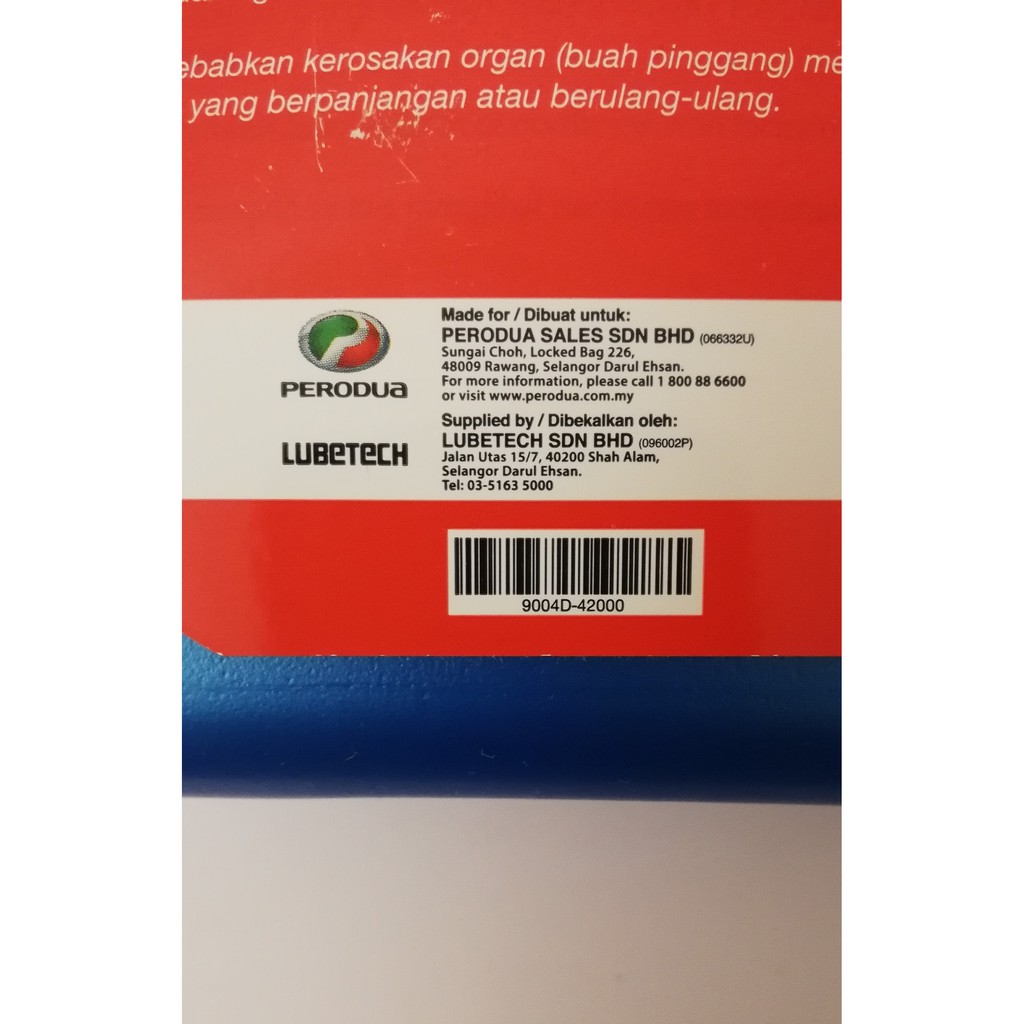 ebabkan kerosakan organ (buah pinggang)
yang berpanjangan atau berulang-ulang.
Made for / Dibuat untuk:
PERODUA SALES SDN BHD (066332U)
Sungai Choh, Locked Bag 226,
48009 Rawang, Selangor Darul Ehsan.
For more information, please call 1 800 88 6600
or visit www.perodua.com.my
PERODUA
Supplied by / Dibekalkan oleh:
LUBETECH SDN BHD (096002P)
Jalan Utas 15/7, 40200 Shah Alam,
Selangor Darul Ehsan.
Tel: 03-5163 5000
LUBETECH
9004D-42000